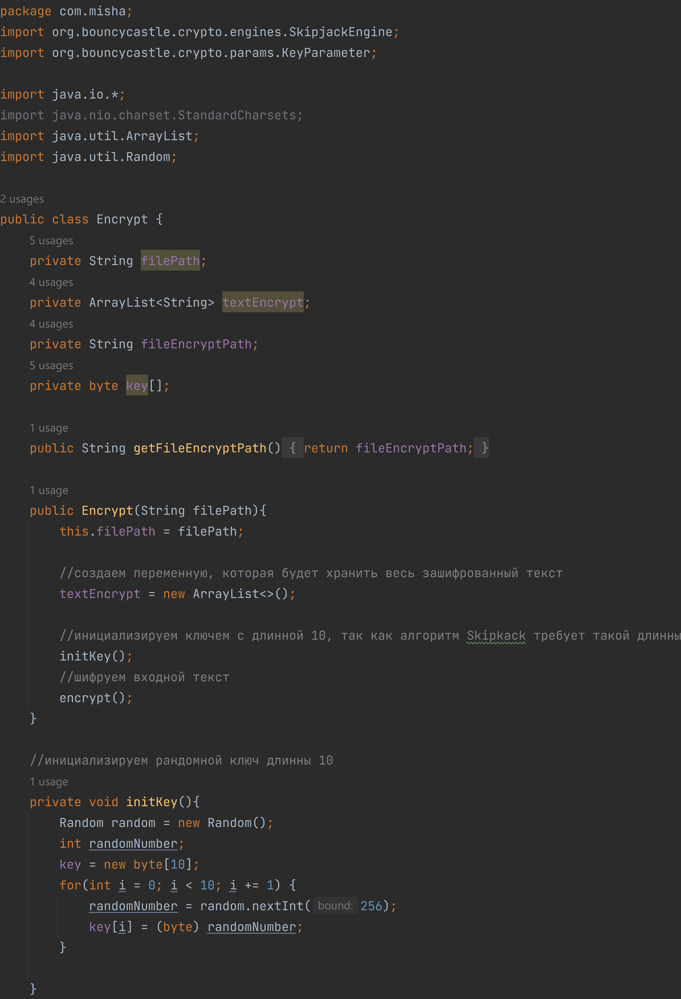 package com.misha;
import org.bouncycastle.crypto.engines.SkipjackEngine;
import org.bouncycastle.crypto.params.KeyParameter;
import java.io.*;
import java.nio.charset.StandardCharsets;
import java.util.ArrayList;
import java.util.Random;
2 usages
public class Encrypt {
5 usages
private String filePath;
4 usages
private ArrayList<String> textEncrypt;
4 usages
private String fileEncryptPath;
5 usages
private byte key[];
1 usage
public String getFileEncryptPath() { return fileEncryptPath; }
1 usage
public Encrypt(String filePath){
this.filePath = filePath;
//создаем переменную, которая будет хранить весь зашифрованный текст
textEncrypt = new ArrayList<>();
//инициализируем ключем с длинной 10, так как алгоритм Skipkack требует такой длинны
initKey();
//шифруем входной текст
encrypt();
}
//инициализируем рандомной ключ длинны 10
1 usage
private void initKey(){
Random random = new Random();
int randomNumber;
key = new byte[10];
for(int i = 0; i < 10; i += 1) {
randomNumber = random.nextInt( bound: 256);
key[i] = (byte) randomNumber;
}
}